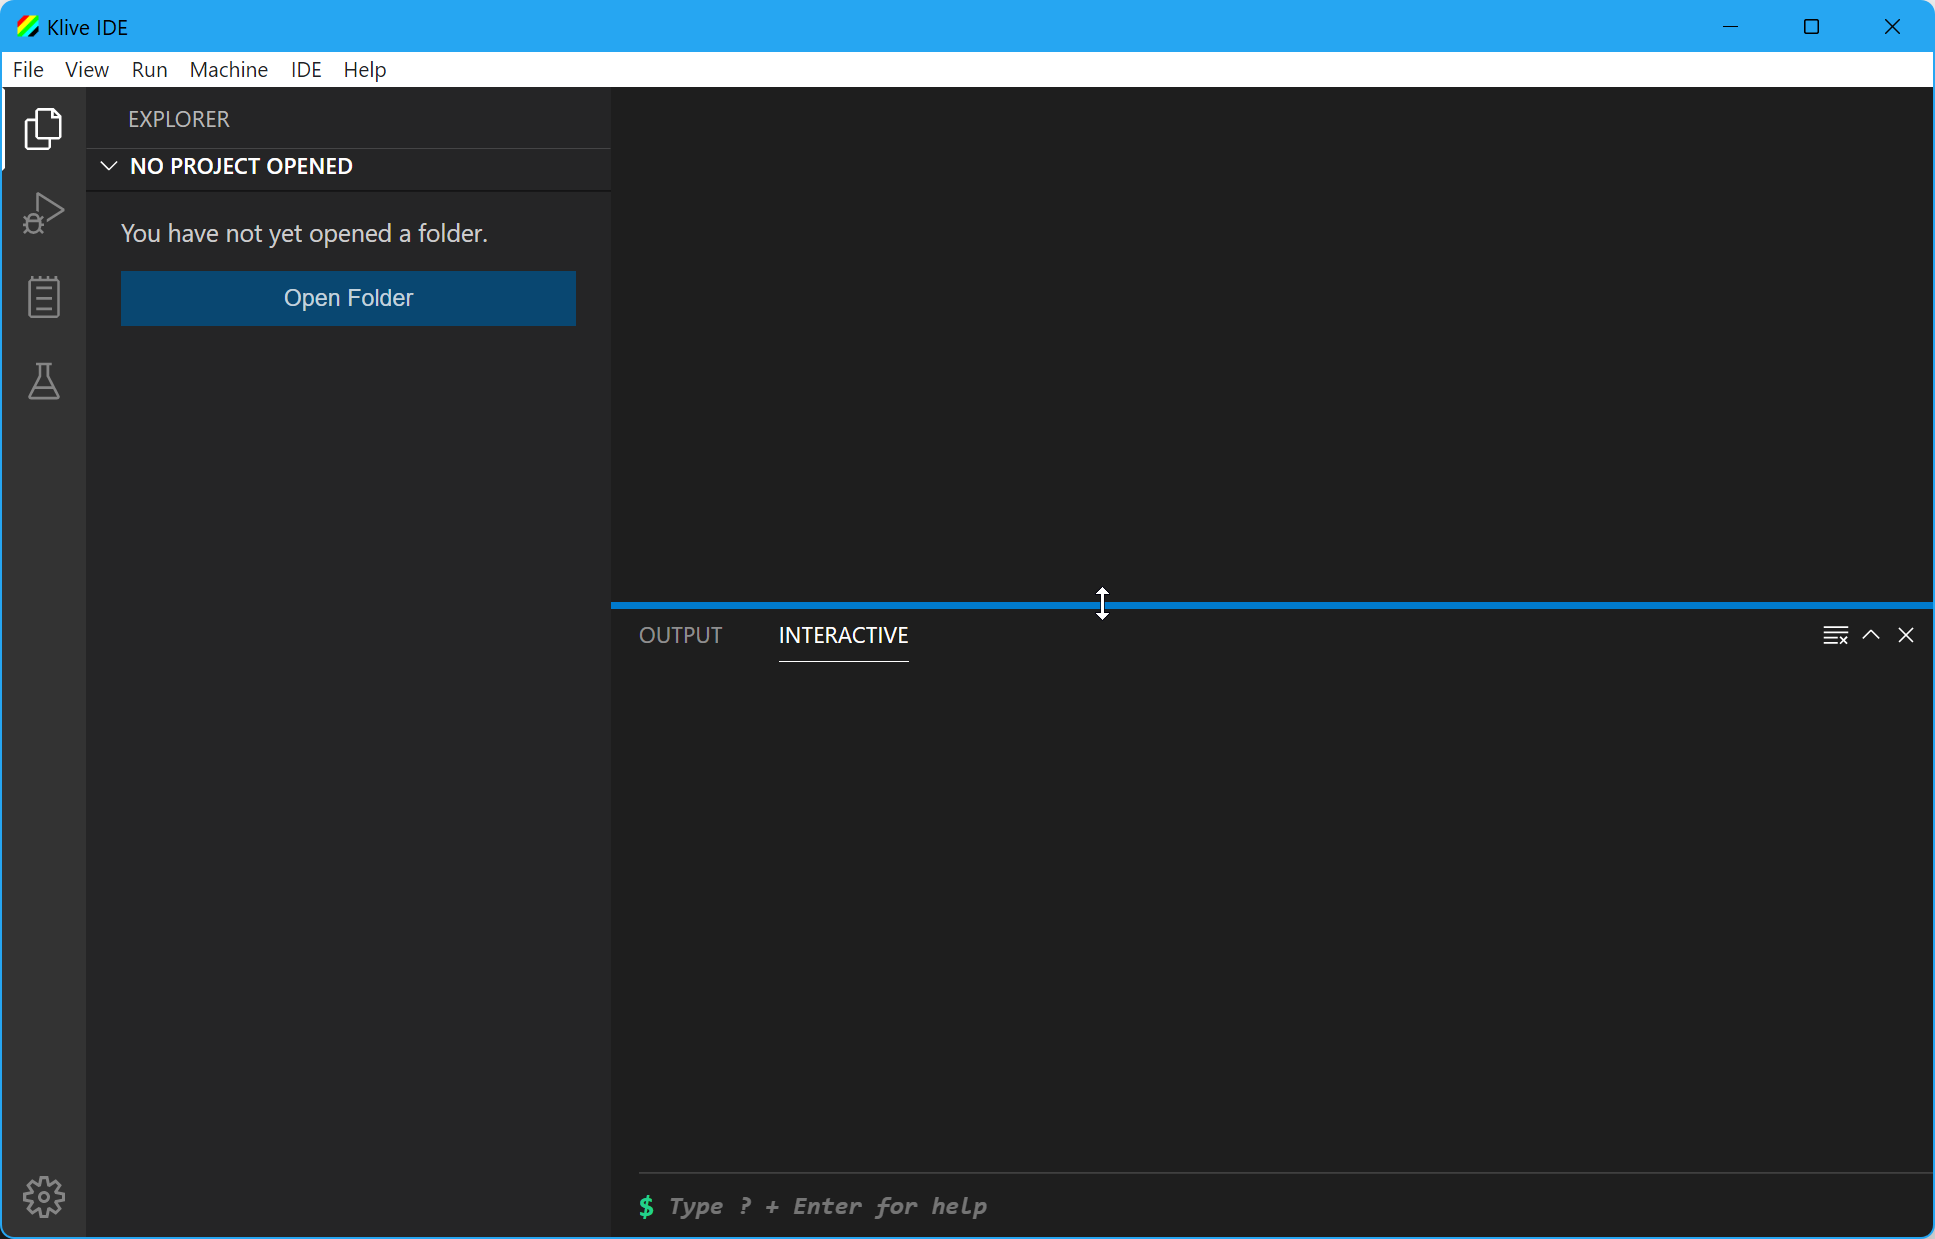 Klive IDE
File View Run Machine IDE Help
EXPLORER
NO PROJECT OPENED
You have not yet opened a folder.
Open Folder
OUTPUT INTERACTIVE
$ Type ? + Enter for help